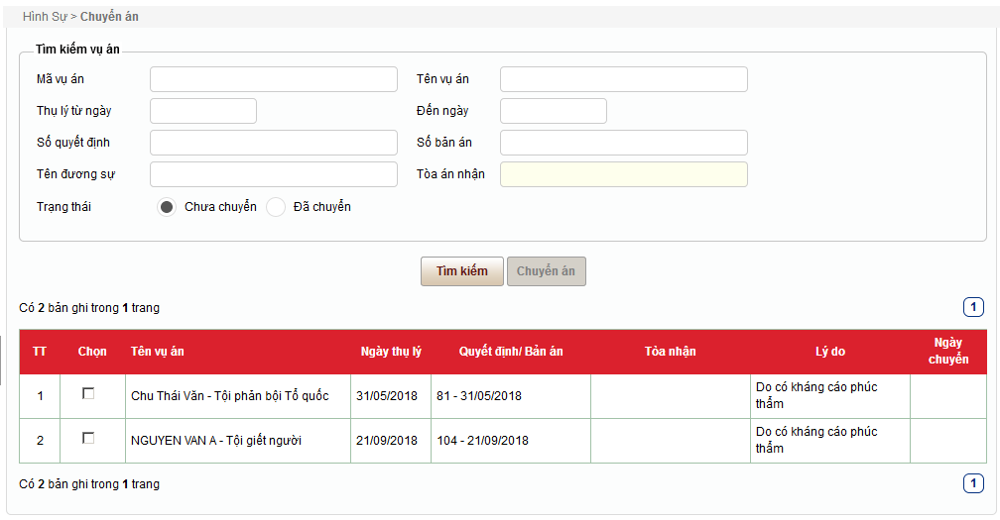 Hình Sự > Chuyển án
Tìm kiếm vụ án
Mã vụ án Tên vụ án
Thụ lý từ ngày Đến ngày
Số quyết định Số bản án
Tên đương sự Tòa án nhận
Trạng thái Chưa chuyển Đã chuyển
Tìm kiếm Chuyển án
Có 2 bản ghi trong 1 trang 1
TT Chọn Tên vụ án Ngày thụ lý Quyết định/ Bản án Tòa nhận Lý do Ngày chuyển
1 Chu Thái Văn - Tội phản bội Tổ quốc 31/05/2018 81 - 31/05/2018 Do có kháng cáo phúc thẩm
2 NGUYEN VAN A - Tội giết người 21/09/2018 104 - 21/09/2018 Do có kháng cáo phúc thẩm
Có 2 bản ghi trong 1 trang 1